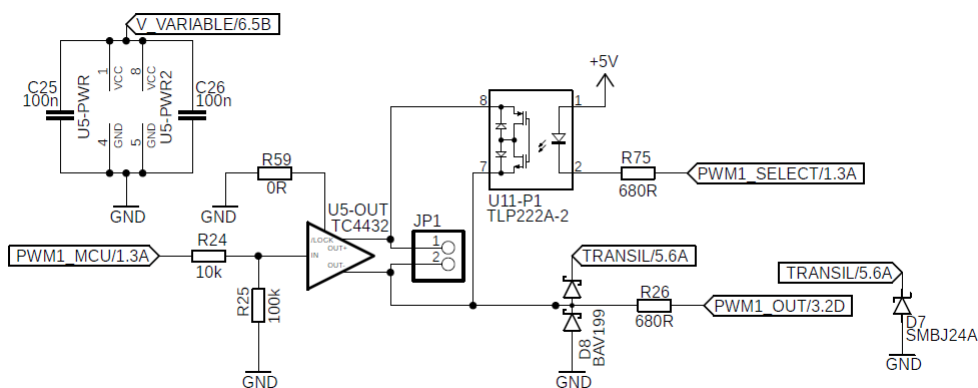 V_VARIABLE/6.5B
C25
100n
1
VCC
U5-PWR
4
GND
8
VCC
U5-PWR2
5
GND
C26
100n
GND
+5V
8
1
7
2
U11-P1
TLP222A-2
R75
680R
PWM1_SELECT/1.3A
R59
0R
GND
U5-OUT
TC4432
/LOCK
OUT+
IN
OUT-
JP1
1
2
PWM1_MCU/1.3A
R24
10k
R25
100k
GND
TRANSIL/5.6A
D8
BAV199
GND
R26
680R
PWM1_OUT/3.2D
TRANSIL/5.6A
D7
SMBJ24A
GND